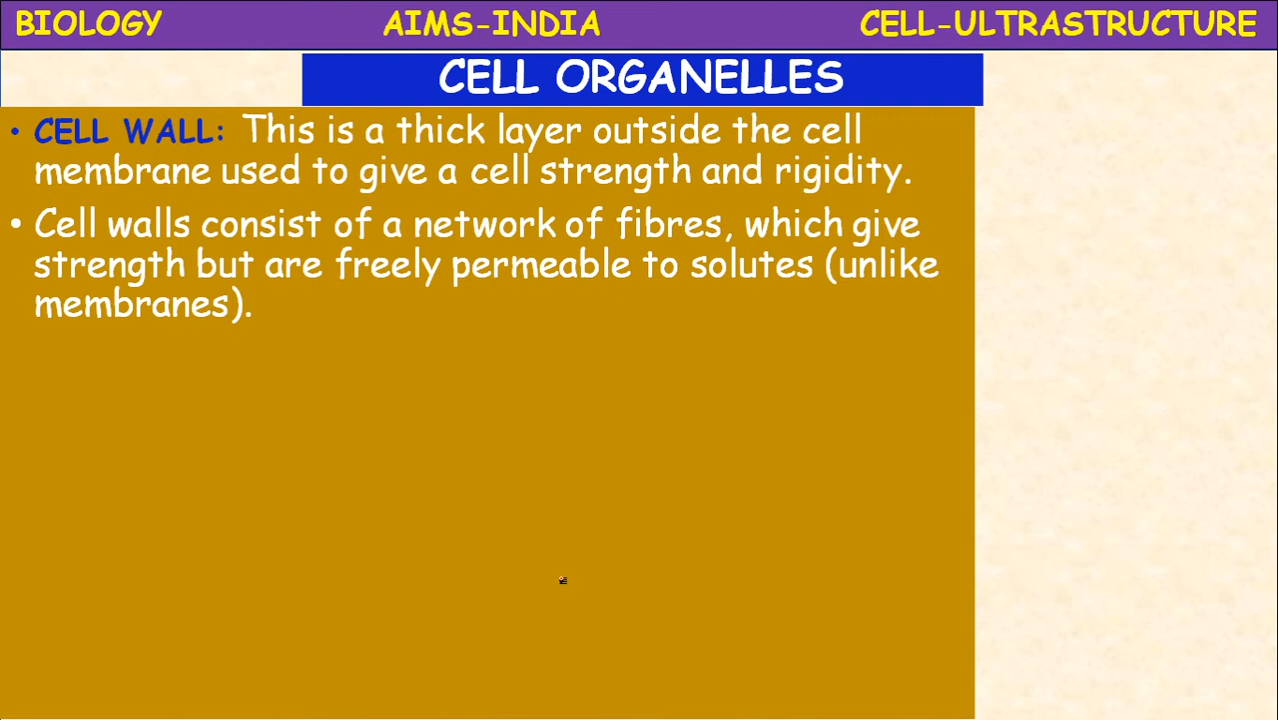 BIOLOGY AIMS-INDIA CELL-ULTRASTRUCTURE
CELL ORGANELLES
• CELL WALL: This is a thick layer outside the cell
membrane used to give a cell strength and rigidity.
• Cell walls consist of a network of fibres, which give
strength but are freely permeable to solutes (unlike
membranes).